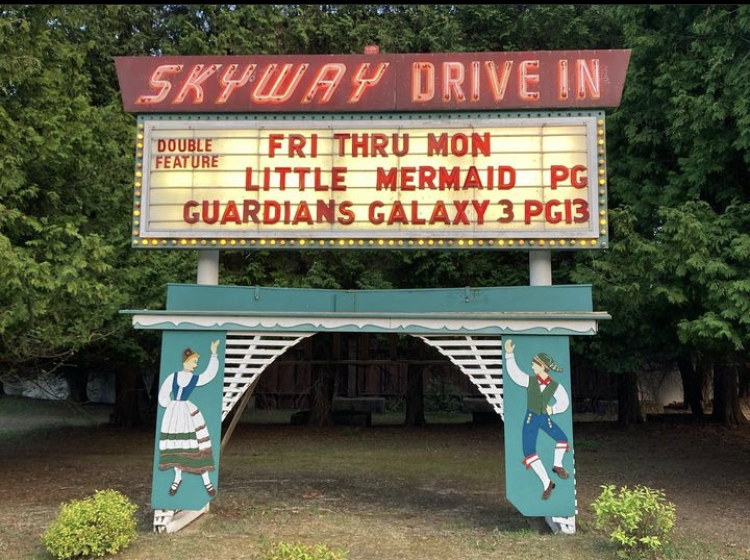 SKYWAY DRIVE IN
DOUBLE
FEATURE
FRI THRU MON
LITTLE MERMAID PG
GUARDIANS GALAXY 3 PG13